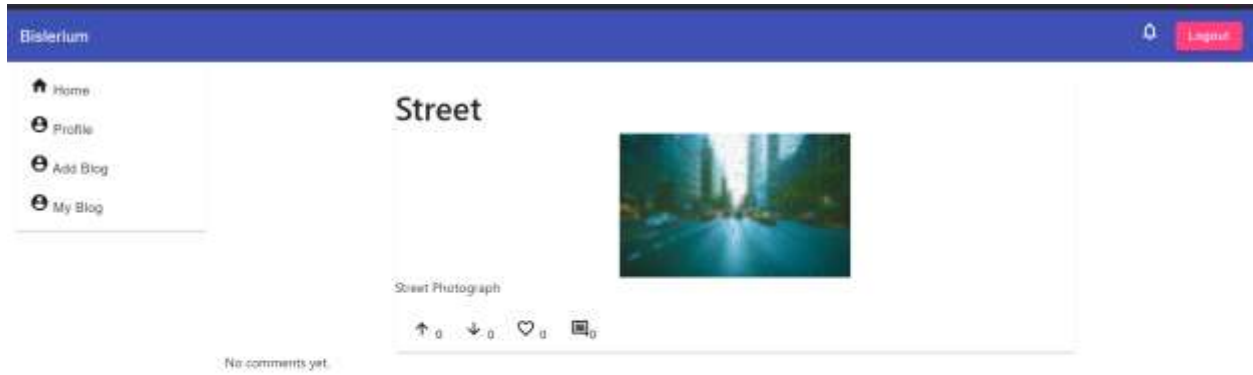 Bislerium
Logout
Home
Profile
Add Blog
My Blog
Street
Street Photograph
0 0 0 0
No comments yet.